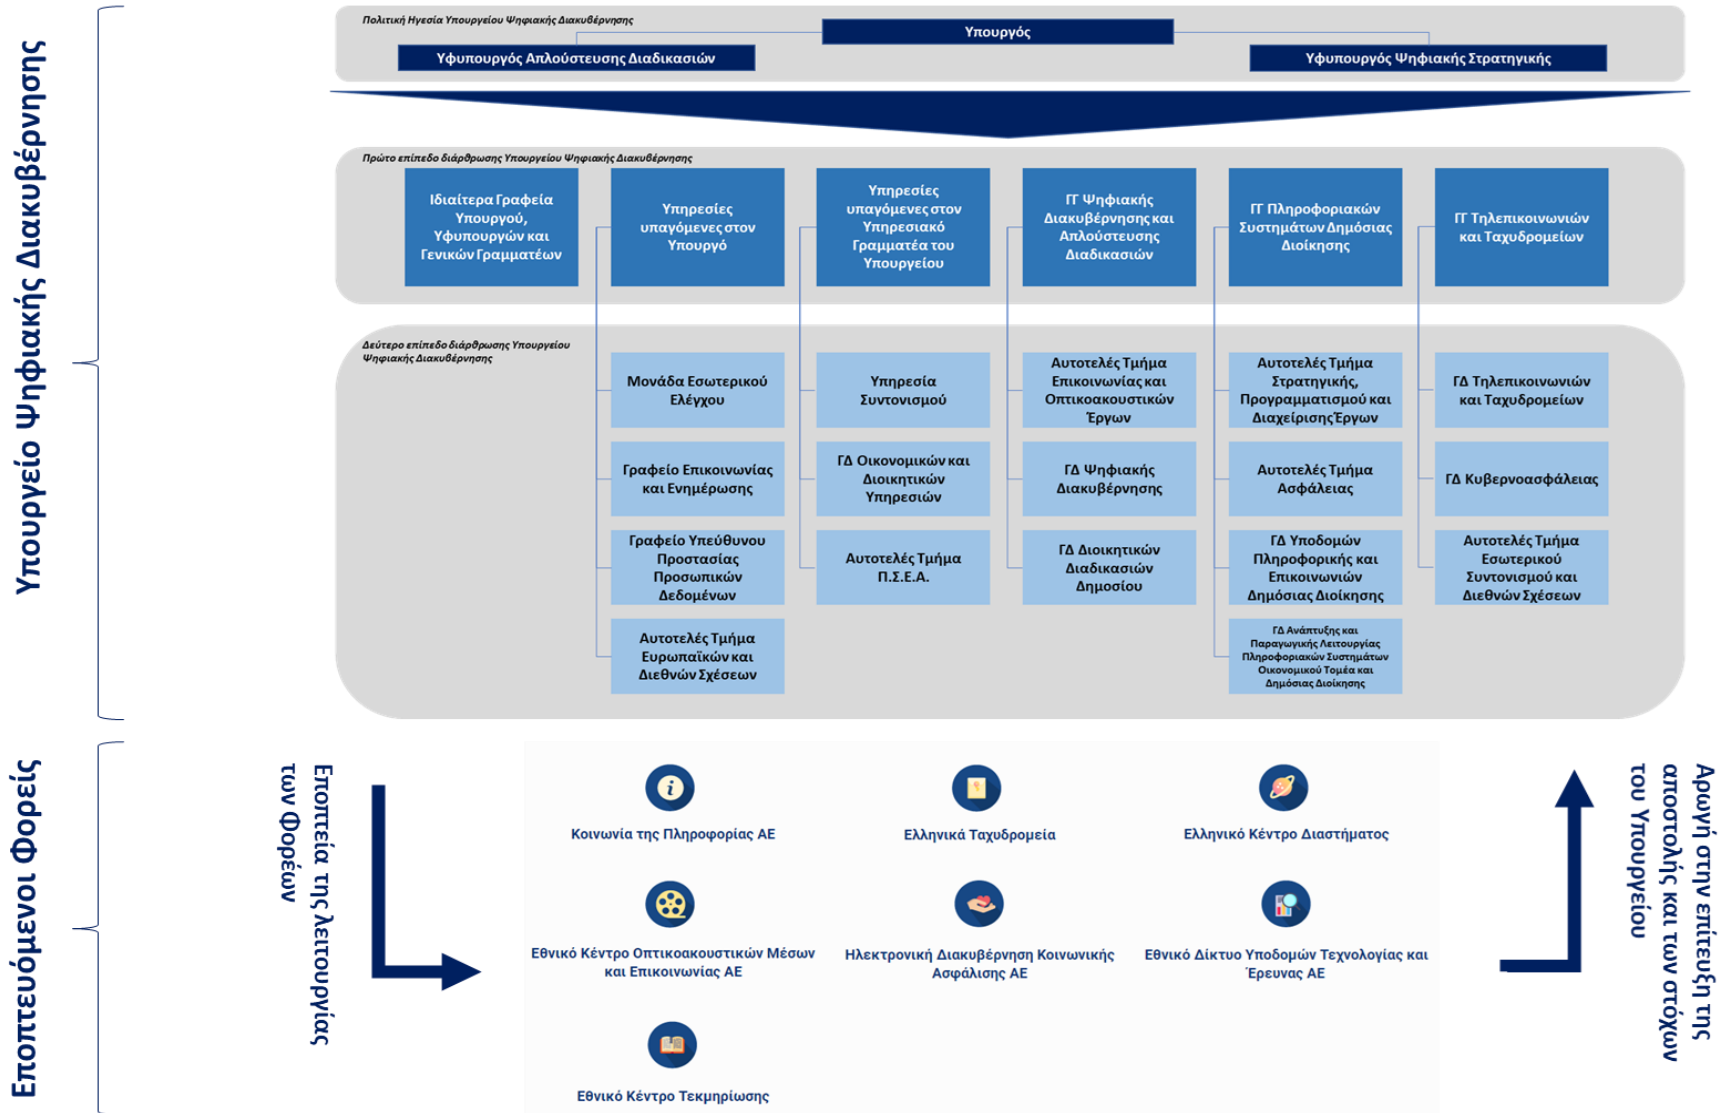 Υπουργείο Ψηφιακής Διακυβέρνησης
Πολιτική Ηγεσία Υπουργείου Ψηφιακής Διακυβέρνησης
Υπουργός
Υφυπουργός Απλούστευσης Διαδικασιών
Υφυπουργός Ψηφιακής Στρατηγικής
Πρώτο επίπεδο διάρθρωσης Υπουργείου Ψηφιακής Διακυβέρνησης
Ιδιαίτερα Γραφεία
Υπουργού,
Υφυπουργών και
Γενικών Γραμματέων
Υπηρεσίες
υπαγόμενες στον
Υπουργό
Υπηρεσίες
υπαγόμενες στον
Υπηρεσιακό
Γραμματέα του
Υπουργείου
ΓΓ Ψηφιακής
Διακυβέρνησης και
Απλούστευσης
Διαδικασιών
ΓΓ Πληροφοριακών
Συστημάτων Δημόσιας
Διοίκησης
ΓΓ Τηλεπικοινωνιών
και Ταχυδρομείων
Δεύτερο επίπεδο διάρθρωσης Υπουργείου
Ψηφιακής Διακυβέρνησης
Μονάδα Εσωτερικού
Ελέγχου
Υπηρεσία
Συντονισμού
Αυτοτελές Τμήμα
Επικοινωνίας και
Οπτικοακουστικών
Έργων
Αυτοτελές Τμήμα
Στρατηγικής,
Προγραμματισμού και
Διαχείρισης Έργων
ΓΔ Τηλεπικοινωνιών
και Ταχυδρομείων
Γραφείο Επικοινωνίας
και Ενημέρωσης
ΓΔ Οικονομικών και
Διοικητικών
Υπηρεσιών
ΓΔ Ψηφιακής
Διακυβέρνησης
Αυτοτελές Τμήμα
Ασφάλειας
ΓΔ Κυβερνοασφάλειας
Γραφείο Υπεύθυνου
Προστασίας
Προσωπικών
Δεδομένων
Αυτοτελές Τμήμα
Π.Σ.Ε.Α.
ΓΔ Διοικητικών
Διαδικασιών
Δημοσίου
ΓΔ Υποδομών
Πληροφορικής και
Επικοινωνιών
Δημόσιας Διοίκησης
Αυτοτελές Τμήμα
Εσωτερικού
Συντονισμού και
Διεθνών Σχέσεων
Αυτοτελές Τμήμα
Ευρωπαϊκών και
Διεθνών Σχέσεων
ΓΔ Ανάπτυξης και
Παραγωγικής Λειτουργίας
Πληροφοριακών Συστημάτων
Οικονομικού Τομέα και
Δημόσιας Διοίκησης
Εποπτευόμενοι Φορείς
Εποπτεία της λειτουργίας
των Φορέων
Κοινωνία της Πληροφορίας ΑΕ
Ελληνικά Ταχυδρομεία
Ελληνικό Κέντρο Διαστήματος
Εθνικό Κέντρο Οπτικοακουστικών Μέσων
και Επικοινωνίας ΑΕ
Ηλεκτρονική Διακυβέρνηση Κοινωνικής
Ασφάλισης ΑΕ
Εθνικό Δίκτυο Υποδομών Τεχνολογίας και
Έρευνας ΑΕ
Εθνικό Κέντρο Τεκμηρίωσης
Αρωγή στην επίτευξη της
αποστολής και των στόχων
του Υπουργείου